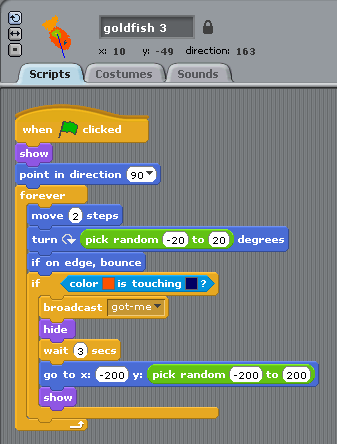 goldfish 3
x: 10 y: -49 direction: 163
Scripts Costumes Sounds
when clicked
show
point in direction 90
forever
move 2 steps
turn pick random -20 to 20 degrees
if on edge, bounce
if color is touching ?
broadcast got-me
hide
wait 3 secs
go to x: -200 y: pick random -200 to 200
show